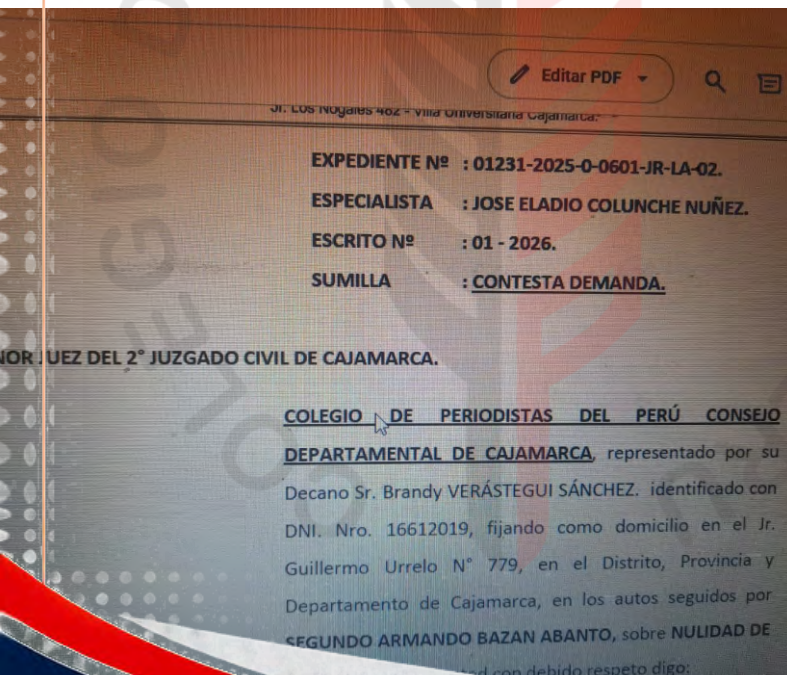 Editar PDF
Jr. Los Nogales 482 - Villa Universitaria Cajamarca.
EXPEDIENTE Nº : 01231-2025-0-0601-JR-LA-02.
ESPECIALISTA : JOSE ELADIO COLUNCHE NUÑEZ.
ESCRITO Nº : 01 - 2026.
SUMILLA : CONTESTA DEMANDA.
UEZ DEL 2° JUZGADO CIVIL DE CAJAMARCA.
COLEGIO DE PERIODISTAS DEL PERÚ CONSEJO
DEPARTAMENTAL DE CAJAMARCA, representado por su
Decano Sr. Brandy VERÁSTEGUI SÁNCHEZ. identificado con
DNI. Nro. 16612019, fijando como domicilio en el Jr.
Guillermo Urrelo N° 779, en el Distrito, Provincia y
Departamento de Cajamarca, en los autos seguidos por
SEGUNDO ARMANDO BAZAN ABANTO, sobre NULIDAD DE
con debido respeto digo: